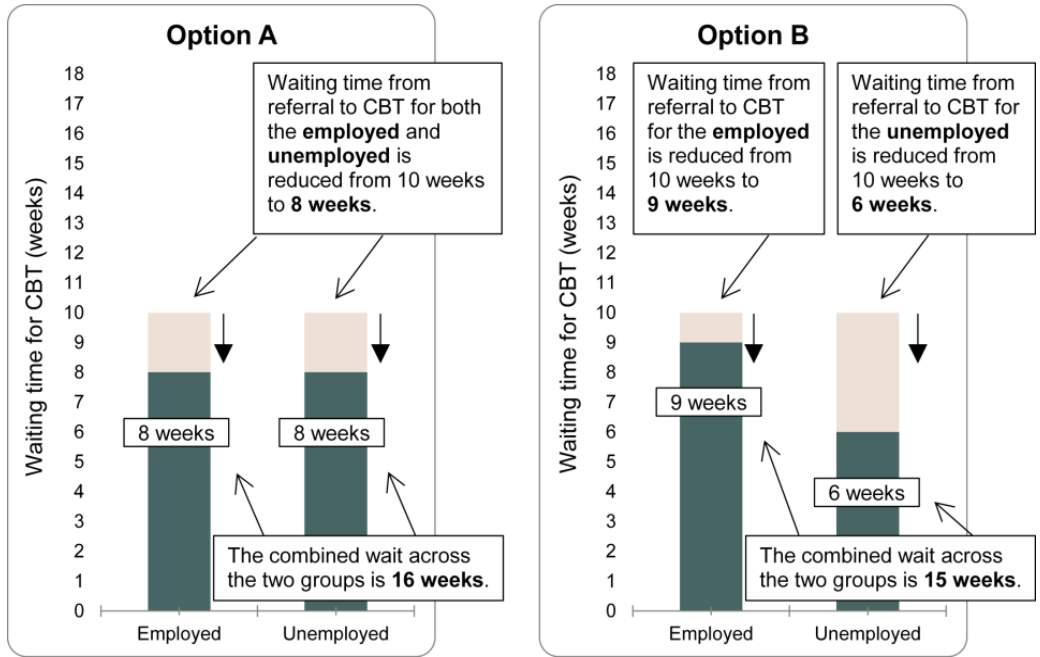 Option A
Waiting time for CBT (weeks)
18
17
16
15
14
13
12
11
10
9
8
7
6
5
4
3
2
1
0
Waiting time from
referral to CBT for both
the employed and
unemployed is
reduced from 10 weeks
to 8 weeks.
8 weeks
8 weeks
The combined wait across
the two groups is 16 weeks.
Employed
Unemployed
Option B
Waiting time for CBT (weeks)
18
17
16
15
14
13
12
11
10
9
8
7
6
5
4
3
2
1
0
Waiting time from
referral to CBT
for the employed
is reduced from
10 weeks to
9 weeks.
Waiting time from
referral to CBT for
the unemployed
is reduced from
10 weeks to
6 weeks.
9 weeks
6 weeks
The combined wait across
the two groups is 15 weeks.
Employed
Unemployed